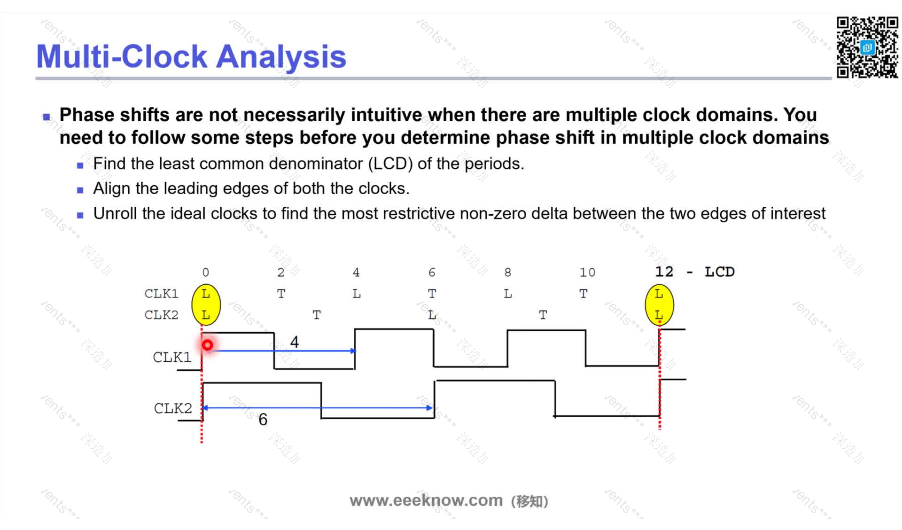 Multi-Clock Analysis
Phase shifts are not necessarily intuitive when there are multiple clock domains. You
need to follow some steps before you determine phase shift in multiple clock domains
Find the least common denominator (LCD) of the periods.
Align the leading edges of both the clocks.
Unroll the ideal clocks to find the most restrictive non-zero delta between the two edges of interest
0 2 4 6 8 10 12 - LCD
CLK1 L T L T L T L
CLK2 L T L T L
4
CLK1
CLK2
6
www.eeeknow.com (移知)